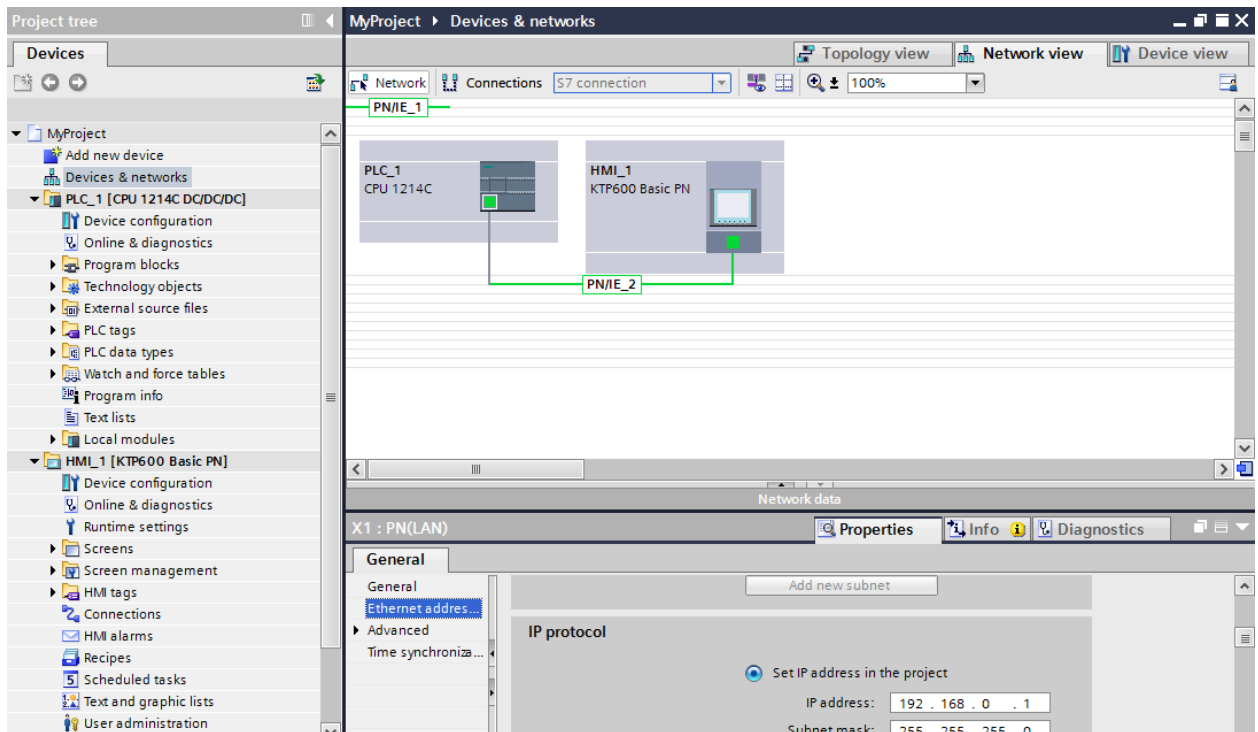 Project tree
Devices
MyProject
Add new device
Devices & networks
PLC_1 [CPU 1214C DC/DC/DC]
Device configuration
Online & diagnostics
Program blocks
Technology objects
External source files
PLC tags
PLC data types
Watch and force tables
Program info
Text lists
Local modules
HMI_1 [KTP600 Basic PN]
Device configuration
Online & diagnostics
Runtime settings
Screens
Screen management
HMI tags
Connections
HMI alarms
Recipes
Scheduled tasks
Text and graphic lists
User administration
MyProject Devices & networks
Topology view Network view Device view
Network Connections S7 connection 100%
PN/IE_1
PLC_1
CPU 1214C
HMI_1
KTP600 Basic PN
PN/IE_2
Network data
X1 : PN(LAN) Properties Info Diagnostics
General
General
Ethernet addres...
Advanced
Time synchroniza...
Add new subnet
IP protocol
Set IP address in the project
IP address: 192 . 168 . 0 . 1
Subnet mask: 255 . 255 . 255 . 0